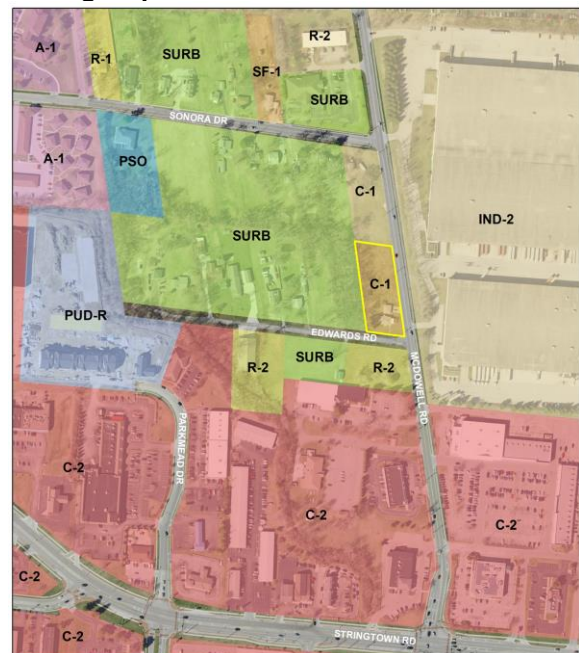 A-1
R-1
SURB
SF-1
R-2
SURB
SONORA DR
A-1
PSO
C-1
IND-2
SURB
C-1
PUD-R
EDWARDS RD
R-2
SURB
R-2
MCDOWELL RD
PARKMEAD DR
C-2
C-2
C-2
C-2
C-2
STRINGTOWN RD